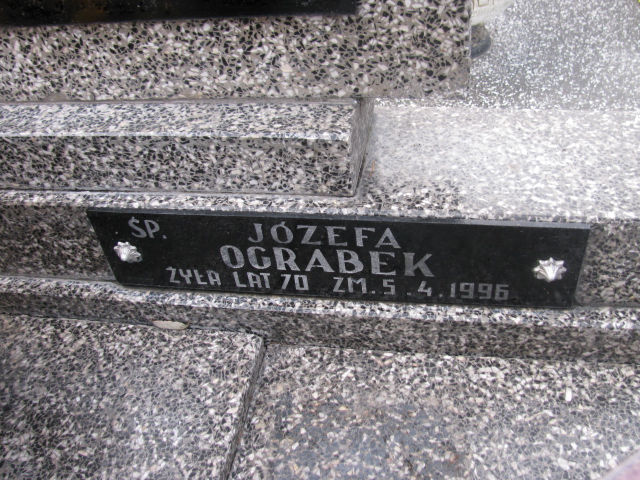 ŚP. JÓZEFA
OGRABEK
ŻYŁA LAT 70 ZM. 5.4.1996